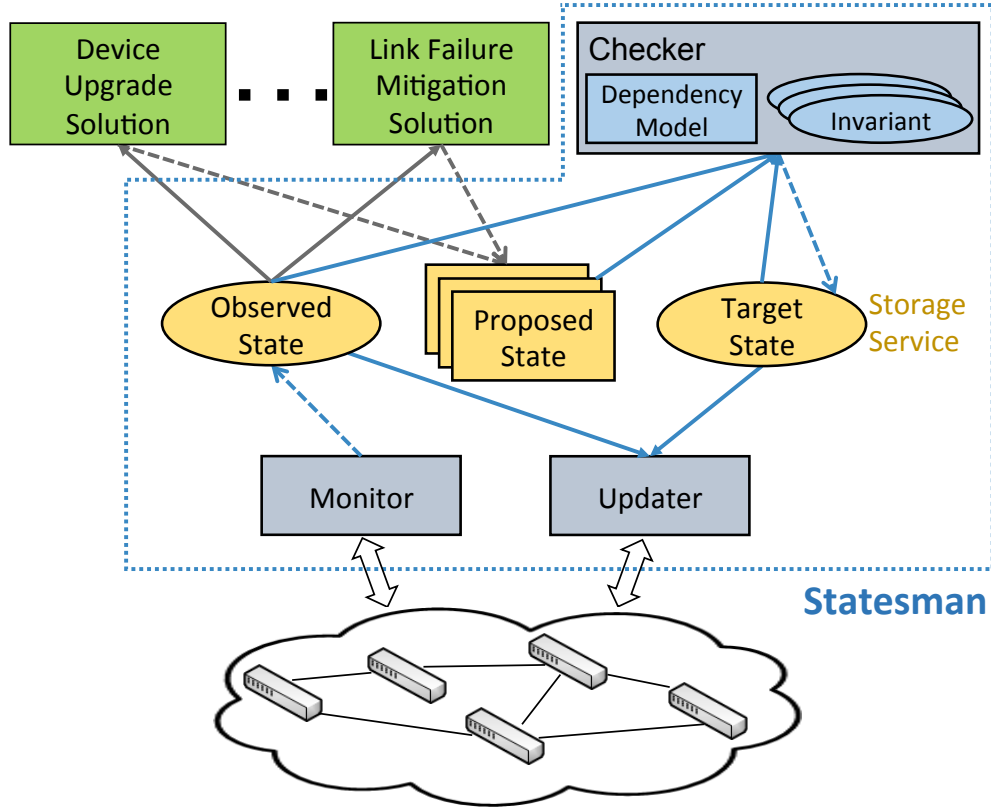 Device
Upgrade
Solution
Link Failure
Mitigation
Solution
Checker
Dependency
Model
Invariant
Observed
State
Proposed
State
Target
State
Storage
Service
Monitor
Updater
Statesman